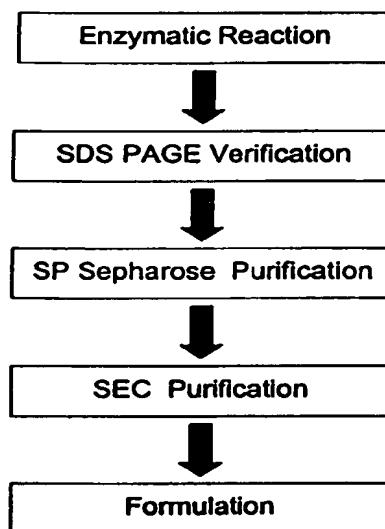 Enzymatic Reaction
SDS PAGE Verification
SP Sepharose Purification
SEC Purification
Formulation